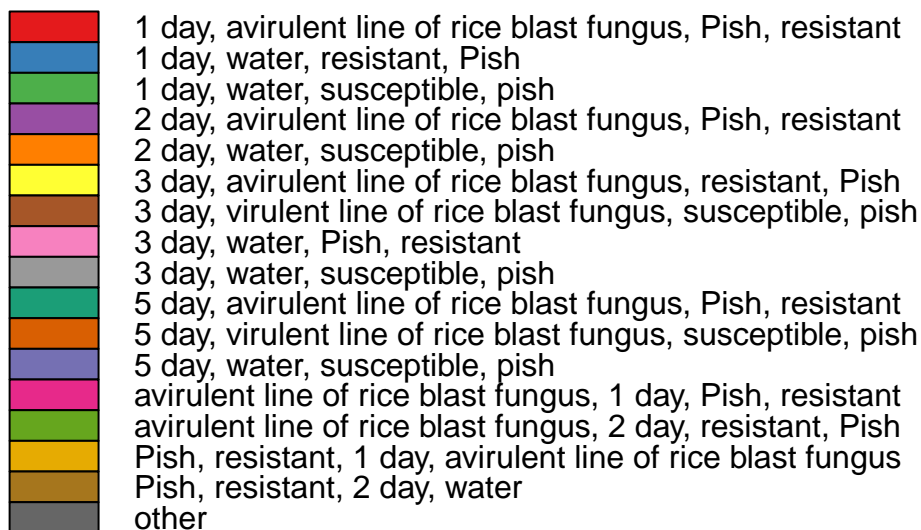 1 day, avirulent line of rice blast fungus, Pish, resistant
1 day, water, resistant, Pish
1 day, water, susceptible, pish
2 day, avirulent line of rice blast fungus, Pish, resistant
2 day, water, susceptible, pish
3 day, avirulent line of rice blast fungus, resistant, Pish
3 day, virulent line of rice blast fungus, susceptible, pish
3 day, water, Pish, resistant
3 day, water, susceptible, pish
5 day, avirulent line of rice blast fungus, Pish, resistant
5 day, virulent line of rice blast fungus, susceptible, pish
5 day, water, susceptible, pish
avirulent line of rice blast fungus, 1 day, Pish, resistant
avirulent line of rice blast fungus, 2 day, resistant, Pish
Pish, resistant, 1 day, avirulent line of rice blast fungus
Pish, resistant, 2 day, water
other